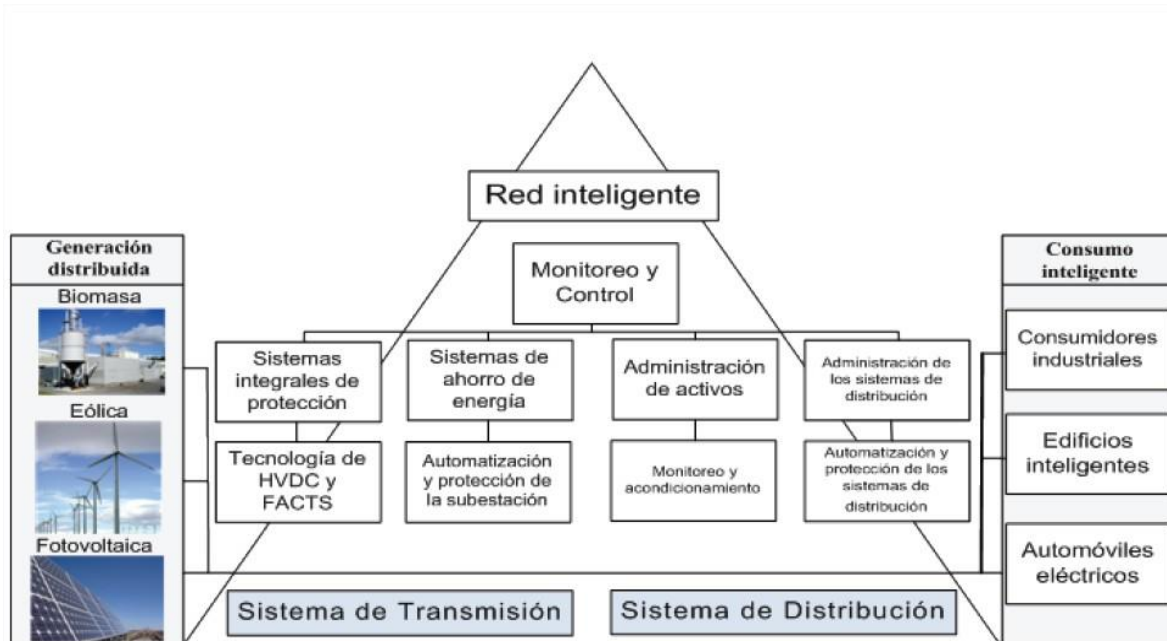 Red inteligente
Generación
distribuida
Biomasa
Eólica
Fotovoltaica
Monitoreo y
Control
Sistemas
integrales de
protección
Sistemas de
ahorro de
energía
Administración
de activos
Administración de
los sistemas de
distribución
Tecnología de
HVDC y
FACTS
Automatización
y protección de
la subestación
Monitoreo y
acondicionamiento
Automatización y
protección de los
sistemas de
distribución
Consumo
inteligente
Consumidores
industriales
Edificios
inteligentes
Automóviles
eléctricos
Sistema de Transmisión
Sistema de Distribución